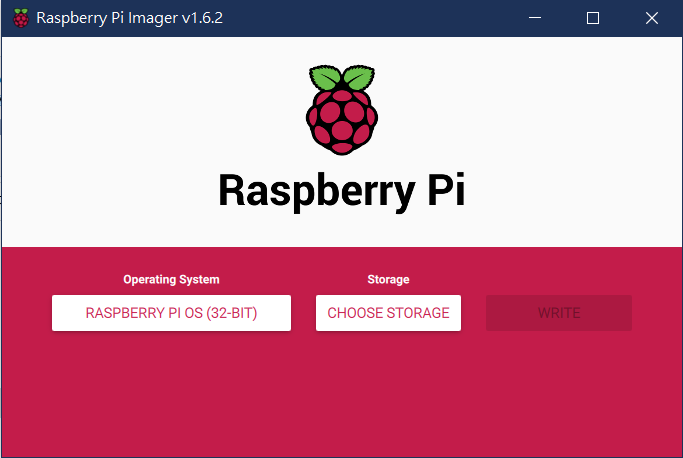 Raspberry Pi Imager v1.6.2
Raspberry Pi
Operating System
Storage
RASPBERRY PI OS (32-BIT)
CHOOSE STORAGE
WRITE